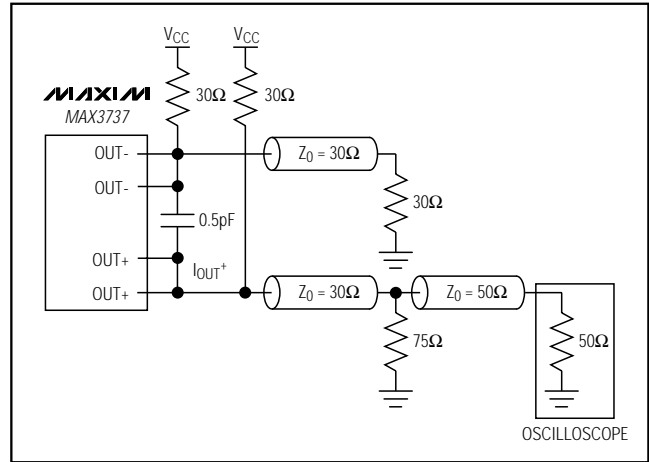 VCC VCC
30Ω 30Ω
MAXIM
MAX3737
OUT-
OUT-
OUT+
OUT+
0.5pF
IOUT+
Z0 = 30Ω
30Ω
Z0 = 30Ω
Z0 = 50Ω
75Ω
50Ω
OSCILLOSCOPE